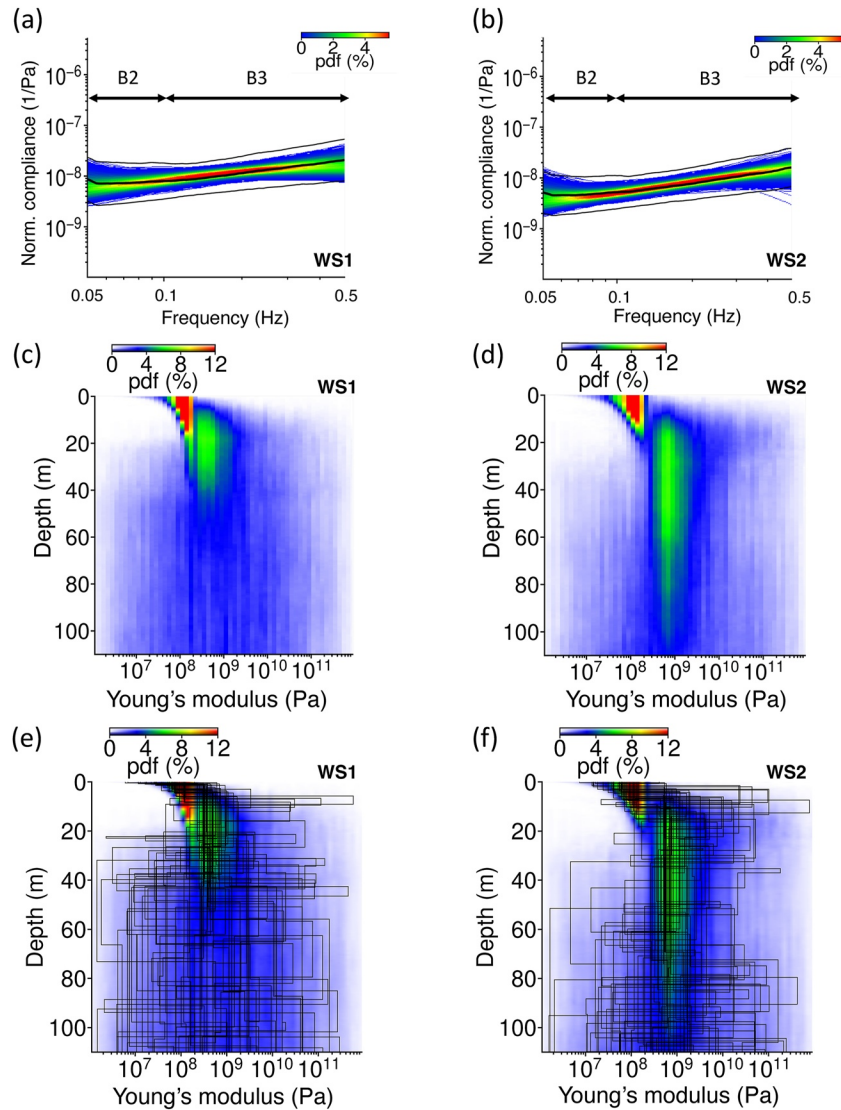 (a)
0 2 4
pdf (%)
Norm. compliance (1/Pa)
10⁻⁶
10⁻⁷
10⁻⁸
10⁻⁹
B2
B3
WS1
0.05
0.1
0.5
Frequency (Hz)
(b)
0 2 4
pdf (%)
Norm. compliance (1/Pa)
10⁻⁶
10⁻⁷
10⁻⁸
10⁻⁹
B2
B3
WS2
0.05
0.1
0.5
Frequency (Hz)
(c)
0 4 8 12
pdf (%)
WS1
Depth (m)
0
20
40
60
80
100
10⁷ 10⁸ 10⁹ 10¹⁰ 10¹¹
Young's modulus (Pa)
(d)
0 4 8 12
pdf (%)
WS2
Depth (m)
0
20
40
60
80
100
10⁷ 10⁸ 10⁹ 10¹⁰ 10¹¹
Young's modulus (Pa)
(e)
0 4 8 12
pdf (%)
WS1
Depth (m)
0
20
40
60
80
100
10⁷ 10⁸ 10⁹ 10¹⁰ 10¹¹
Young's modulus (Pa)
(f)
0 4 8 12
pdf (%)
WS2
Depth (m)
0
20
40
60
80
100
10⁷ 10⁸ 10⁹ 10¹⁰ 10¹¹
Young's modulus (Pa)